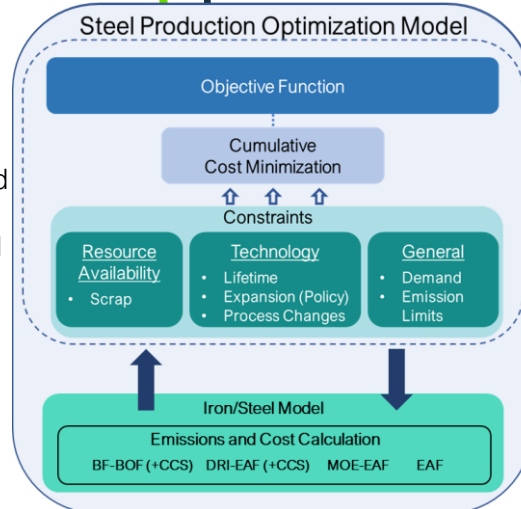 Steel Production Optimization Model
Objective Function
Cumulative
Cost Minimization
Constraints
Resource
Availability
• Scrap
Technology
• Lifetime
• Expansion (Policy)
• Process Changes
General
• Demand
• Emission
Limits
Iron/Steel Model
Emissions and Cost Calculation
BF-BOF (+CCS) DRI-EAF (+CCS) MOE-EAF EAF